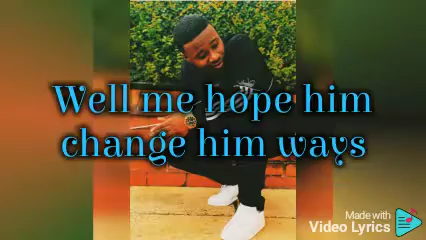 Well me hope him
change him ways
Made with
Video Lyrics